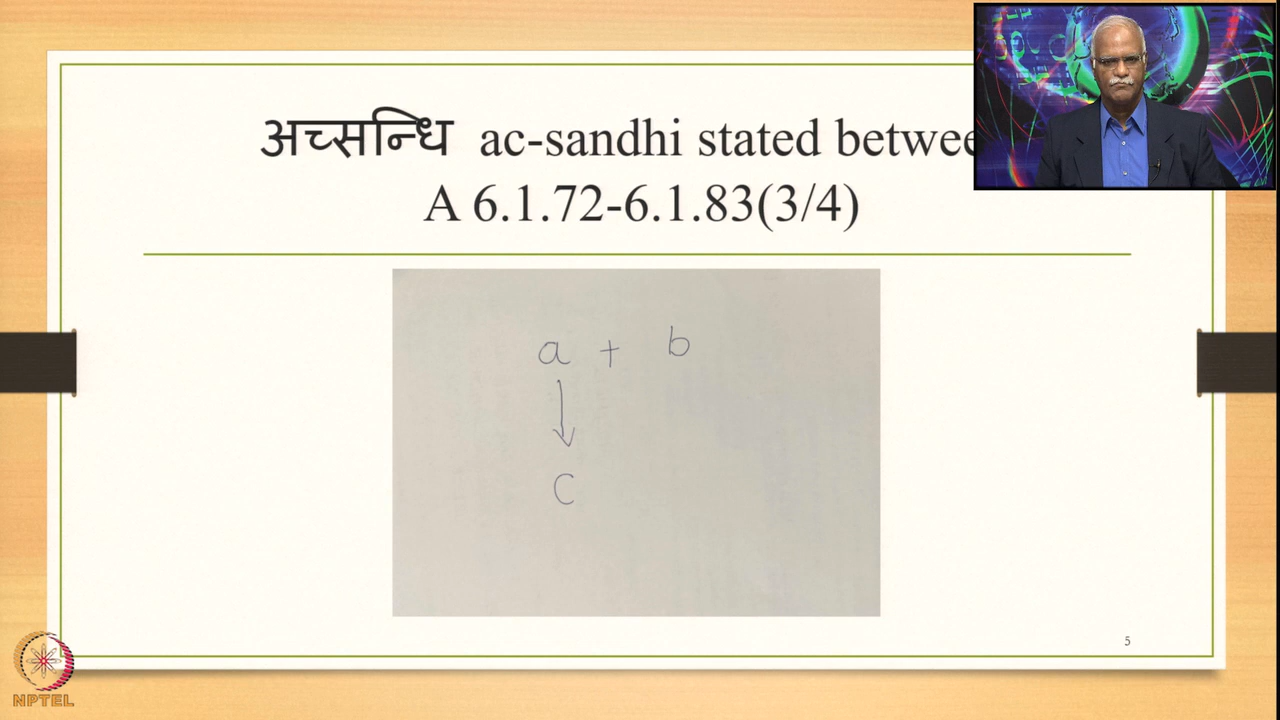 अच्सन्धि ac-sandhi stated betwee
A 6.1.72-6.1.83(3/4)
a + b
c
5
NPTEL